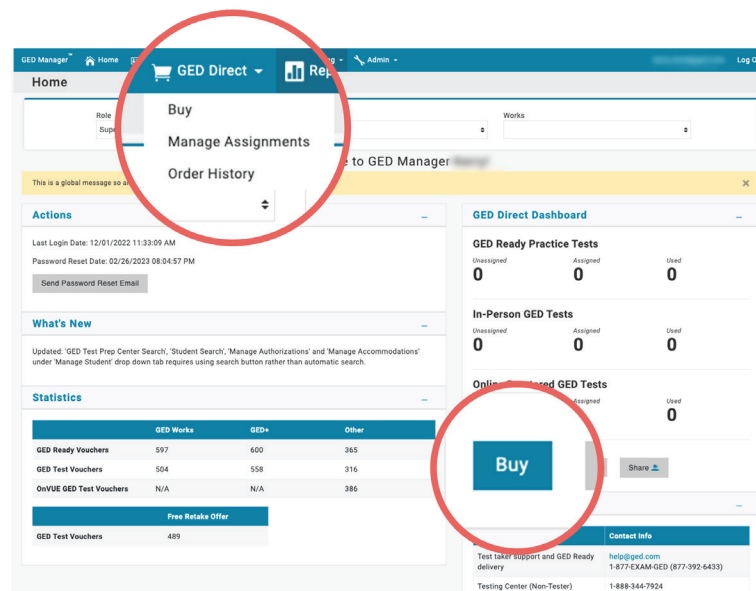 GED Manager™ Home Admin Log O
GED Direct Rep
Home
Buy
Manage Assignments
Order History
Role
Works
e to GED Manager
This is a global message so
Actions
Last Login Date: 12/01/2022 11:33:09 AM
Password Reset Date: 02/26/2023 08:04:57 PM
Send Password Reset Email
What's New
Updated: 'GED Test Prep Center Search', 'Student Search', 'Manage Authorizations' and 'Manage Accommodations'
under 'Manage Student' drop down tab requires using search button rather than automatic search.
Statistics
GED Works GED+ Other
GED Ready Vouchers 597 600 365
GED Test Vouchers 504 558 316
OnVUE GED Test Vouchers N/A N/A 386
Free Retake Offer
GED Test Vouchers 489
GED Direct Dashboard
GED Ready Practice Tests
Unassigned Assigned Used
0 0 0
In-Person GED Tests
Unassigned Assigned Used
0 0 0
GED Tests
Assigned Used
0
Buy
Share
Contact Info
Test taker support and GED Ready delivery
help@ged.com
1-877-EXAM-GED (877-392-6433)
Testing Center (Non-Tester) 1-888-344-7924